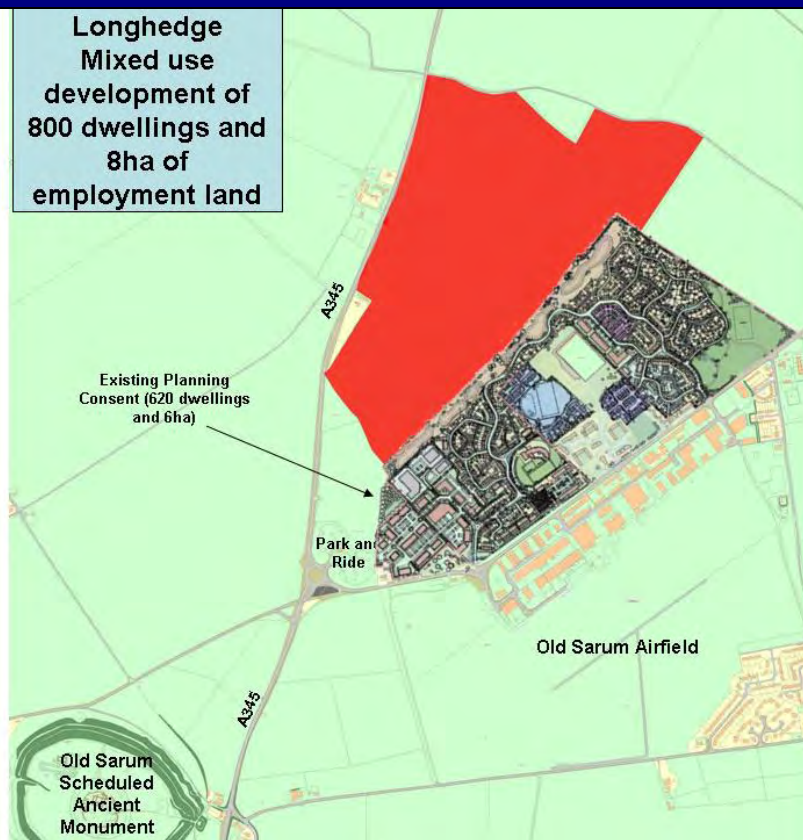 Longhedge
Mixed use
development of
800 dwellings and
8ha of
employment land
A345
Existing Planning
Consent (620 dwellings
and 6ha)
Park and
Ride
Old Sarum Airfield
A345
Old Sarum
Scheduled
Ancient
Monument